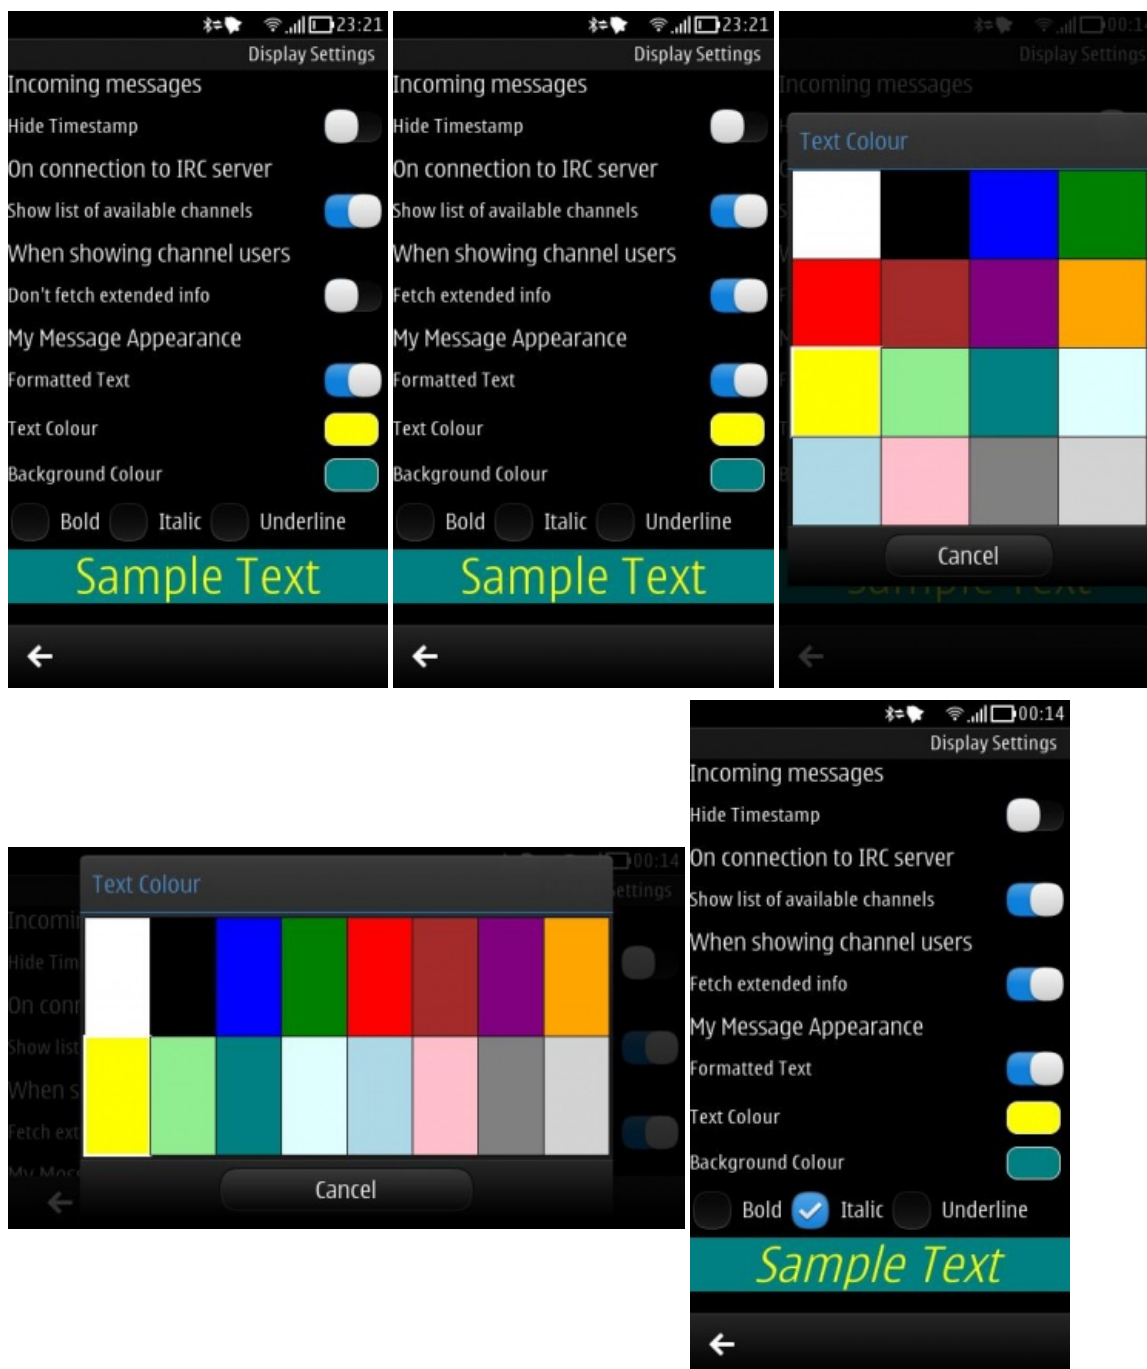 23:21
Display Settings
Incoming messages
Hide Timestamp
On connection to IRC server
Show list of available channels
When showing channel users
Don't fetch extended info
My Message Appearance
Formatted Text
Text Colour
Background Colour
Bold Italic Underline
Sample Text
23:21
Display Settings
Incoming messages
Hide Timestamp
On connection to IRC server
Show list of available channels
When showing channel users
Fetch extended info
My Message Appearance
Formatted Text
Text Colour
Background Colour
Bold Italic Underline
Sample Text
Display Settings
Incoming messages
Text Colour
Cancel
00:14
Text Colour
Cancel
00:14
Display Settings
Incoming messages
Hide Timestamp
On connection to IRC server
Show list of available channels
When showing channel users
Fetch extended info
My Message Appearance
Formatted Text
Text Colour
Background Colour
Bold Italic Underline
Sample Text